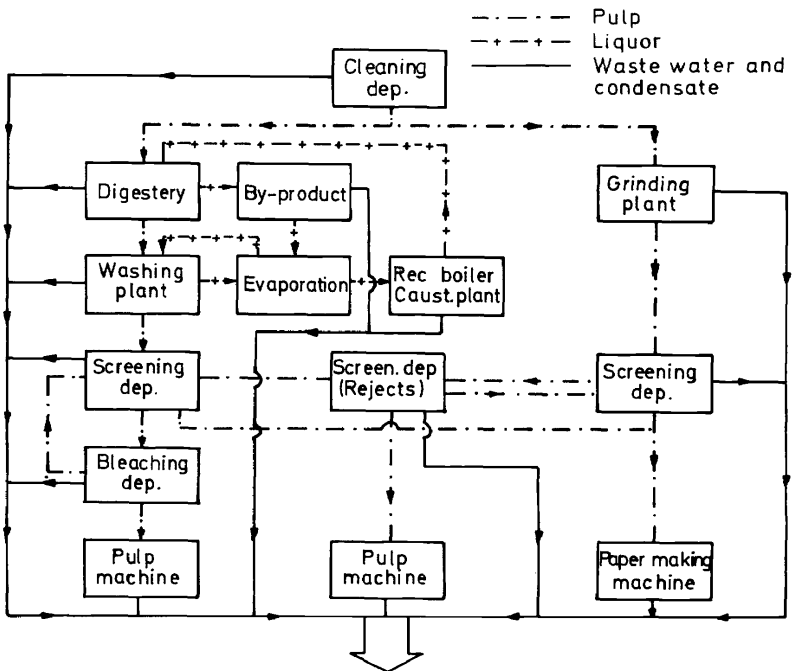 Pulp
Liquor
Waste water and
condensate
Cleaning
dep.
Digestery
By-product
Grinding
plant
Washing
plant
Evaporation
Rec boiler
Caust.plant
Screening
dep.
Screen.dep
(Rejects)
Screening
dep.
Bleaching
dep.
Pulp
machine
Pulp
machine
Paper making
machine